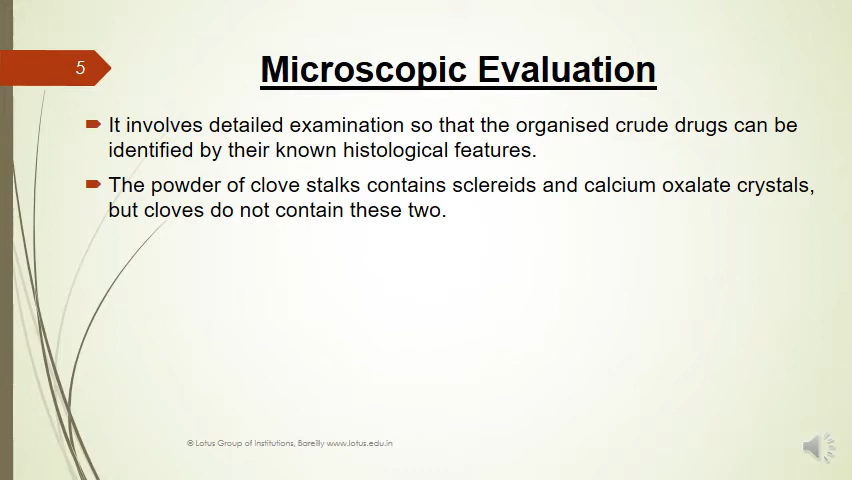 5
Microscopic Evaluation
It involves detailed examination so that the organised crude drugs can be
identified by their known histological features.
The powder of clove stalks contains sclereids and calcium oxalate crystals,
but cloves do not contain these two.
® Lotus Group of Institutions, Bareilly www.lotus.edu.in